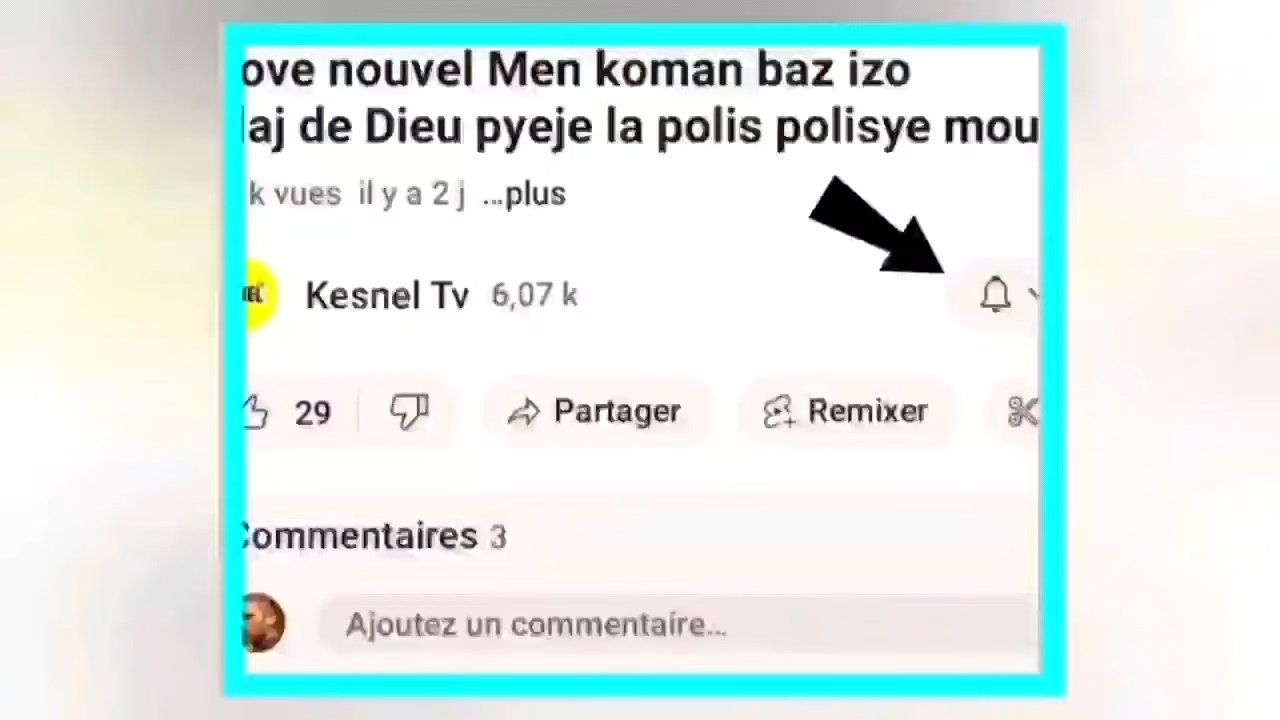 ove nouvel Men koman baz izo
aj de Dieu pyeje la polis polisye mou
k vues il y a 2 j ...plus
Kesnel Tv 6,07 k
29 Partager Remixer
Commentaires 3
Ajoutez un commentaire...